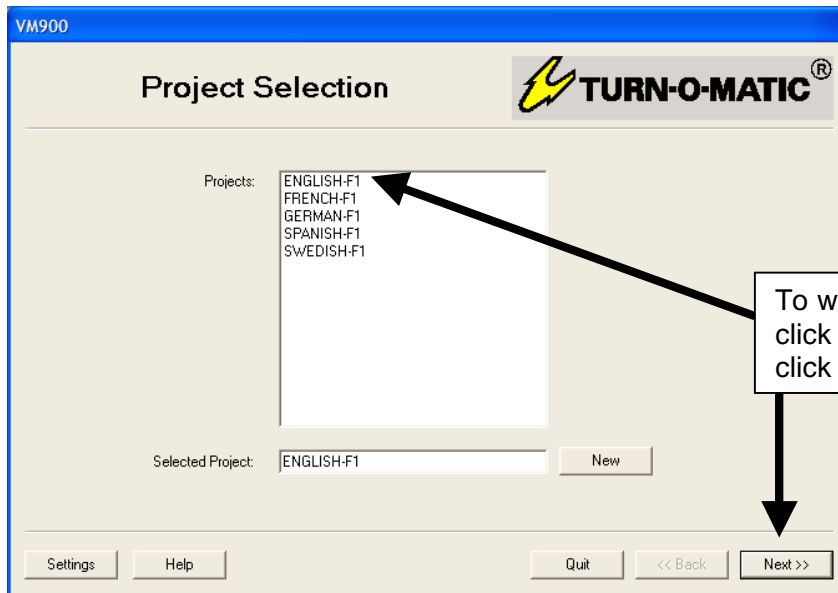 VM900
Project Selection
TURN-O-MATIC®
Projects:
ENGLISH-F1
FRENCH-F1
GERMAN-F1
SPANISH-F1
SWEDISH-F1
To w
click
click
Selected Project:
ENGLISH-F1
New
Settings
Help
Quit
<< Back
Next >>